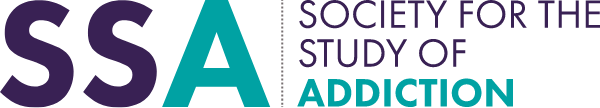 SSA
SOCIETY FOR THE
STUDY OF
ADDICTION